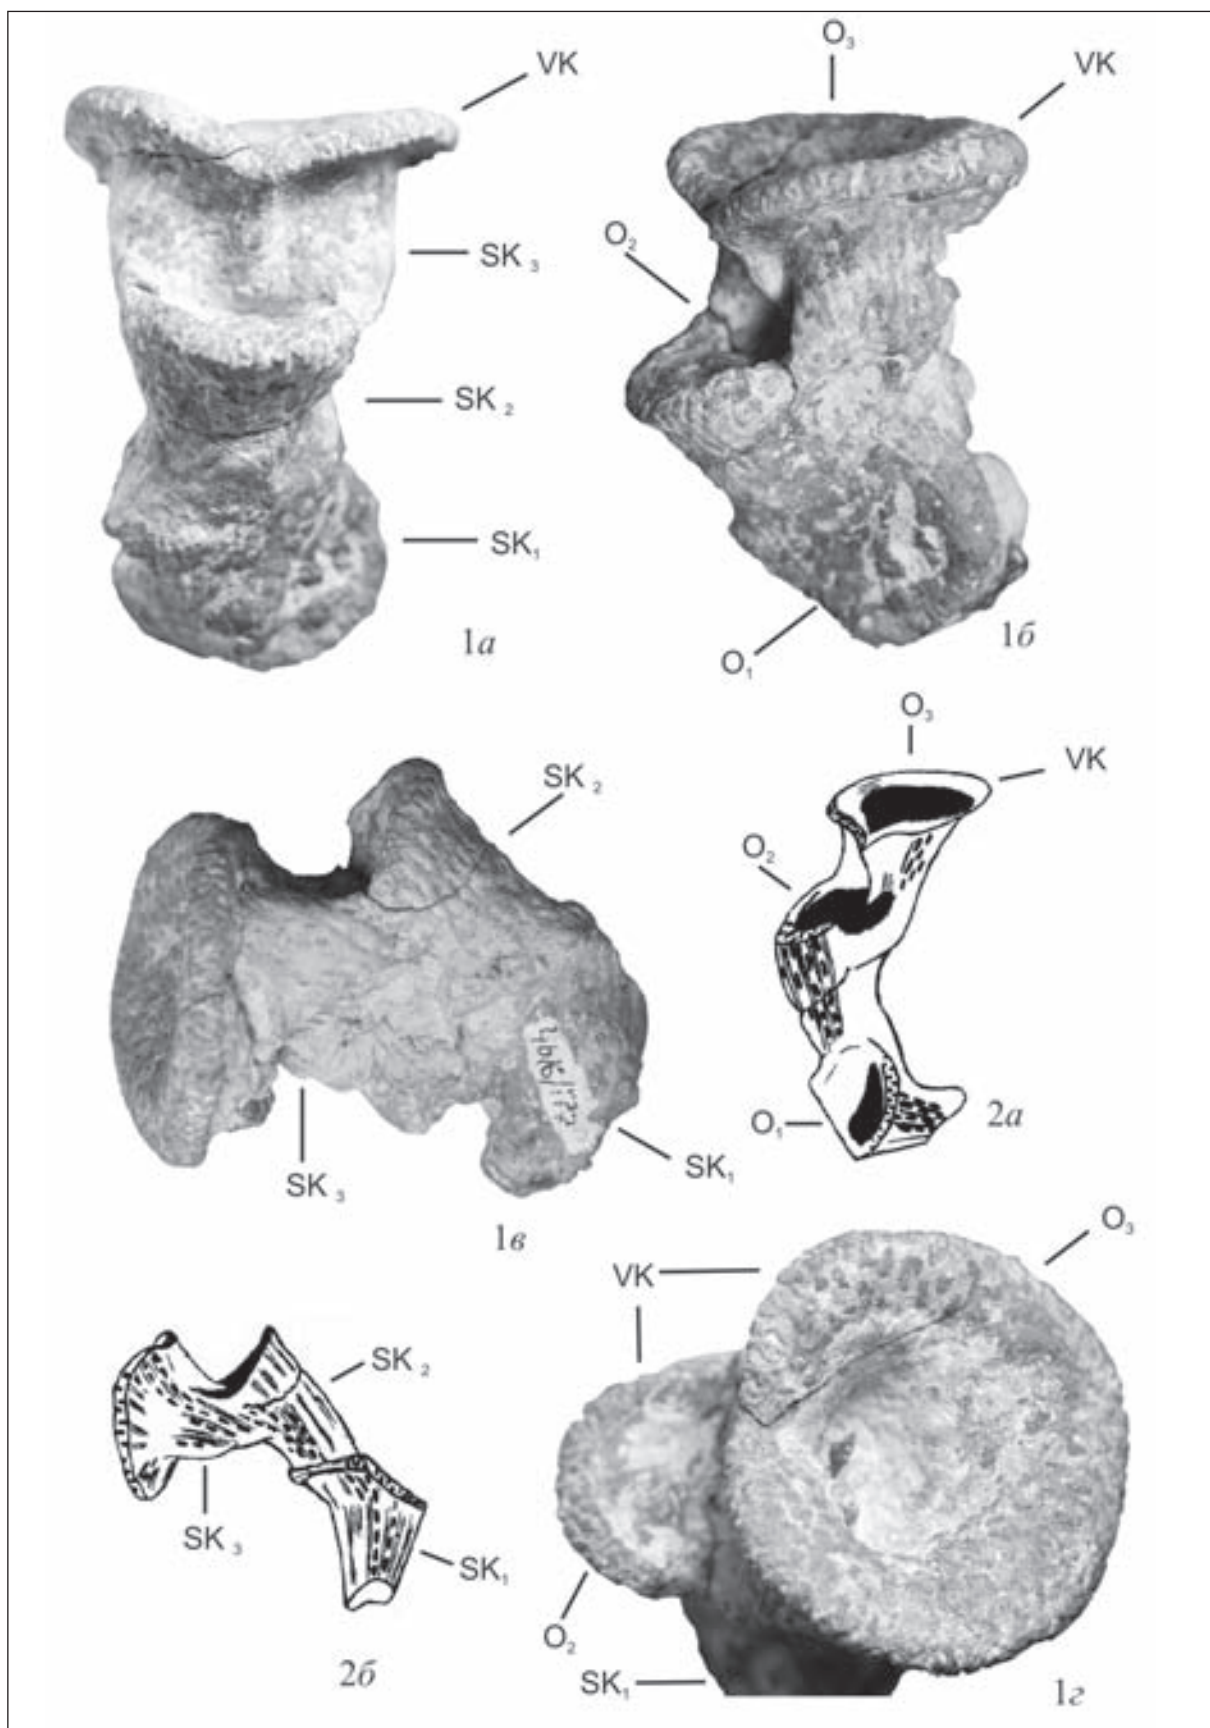 O₃
VK
VK
O₂
SK₃
SK₂
SK₁
1а
1б
O₁
O₃
VK
SK₂
O₂
O₁
2а
SK₁
SK₃
1в
O₃
VK
SK₂
SK₃
SK₁
O₂
2б
SK₁
1г